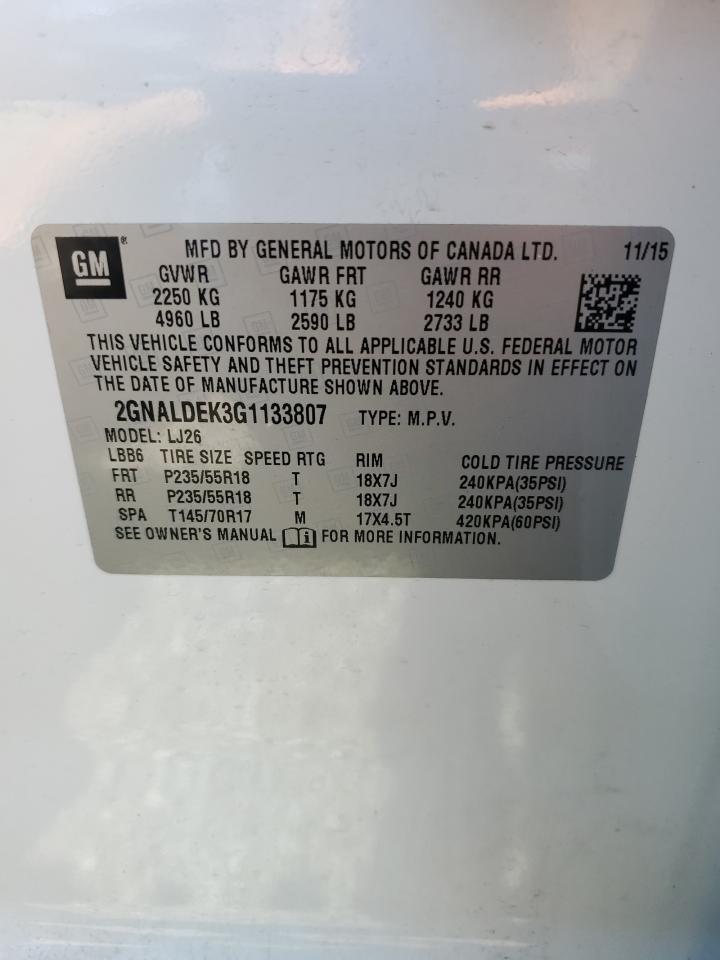 GM® MFD BY GENERAL MOTORS OF CANADA LTD. 11/15
GVWR GAWR FRT GAWR RR
2250 KG 1175 KG 1240 KG
4960 LB 2590 LB 2733 LB
THIS VEHICLE CONFORMS TO ALL APPLICABLE U.S. FEDERAL MOTOR
VEHICLE SAFETY AND THEFT PREVENTION STANDARDS IN EFFECT ON
THE DATE OF MANUFACTURE SHOWN ABOVE.
2GNALDEK3G1133807 TYPE: M.P.V.
MODEL: LJ26
LBB6 TIRE SIZE SPEED RTG RIM COLD TIRE PRESSURE
FRT P235/55R18 T 18X7J 240KPA(35PSI)
RR P235/55R18 T 18X7J 240KPA(35PSI)
SPA T145/70R17 M 17X4.5T 420KPA(60PSI)
SEE OWNER'S MANUAL FOR MORE INFORMATION.